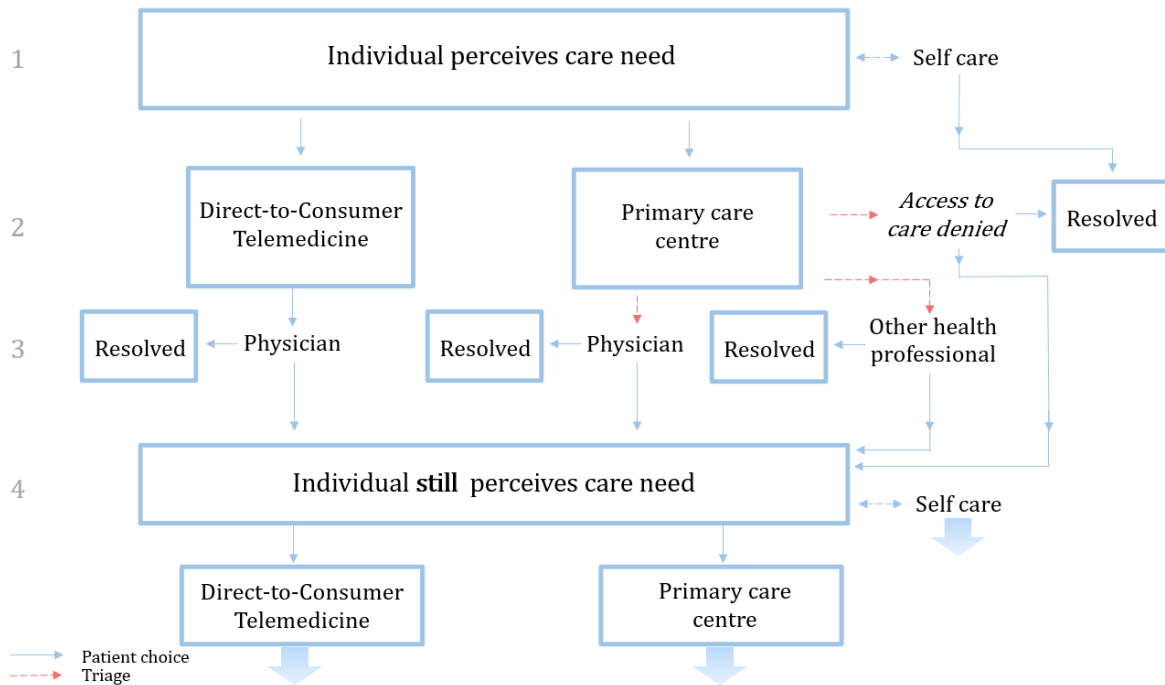 1
Individual perceives care need
Self care
2
Direct-to-Consumer
Telemedicine
Primary care
centre
Access to
care denied
Resolved
3
Resolved
Physician
Resolved
Physician
Resolved
Other health
professional
4
Individual still perceives care need
Self care
Direct-to-Consumer
Telemedicine
Primary care
centre
Patient choice
Triage